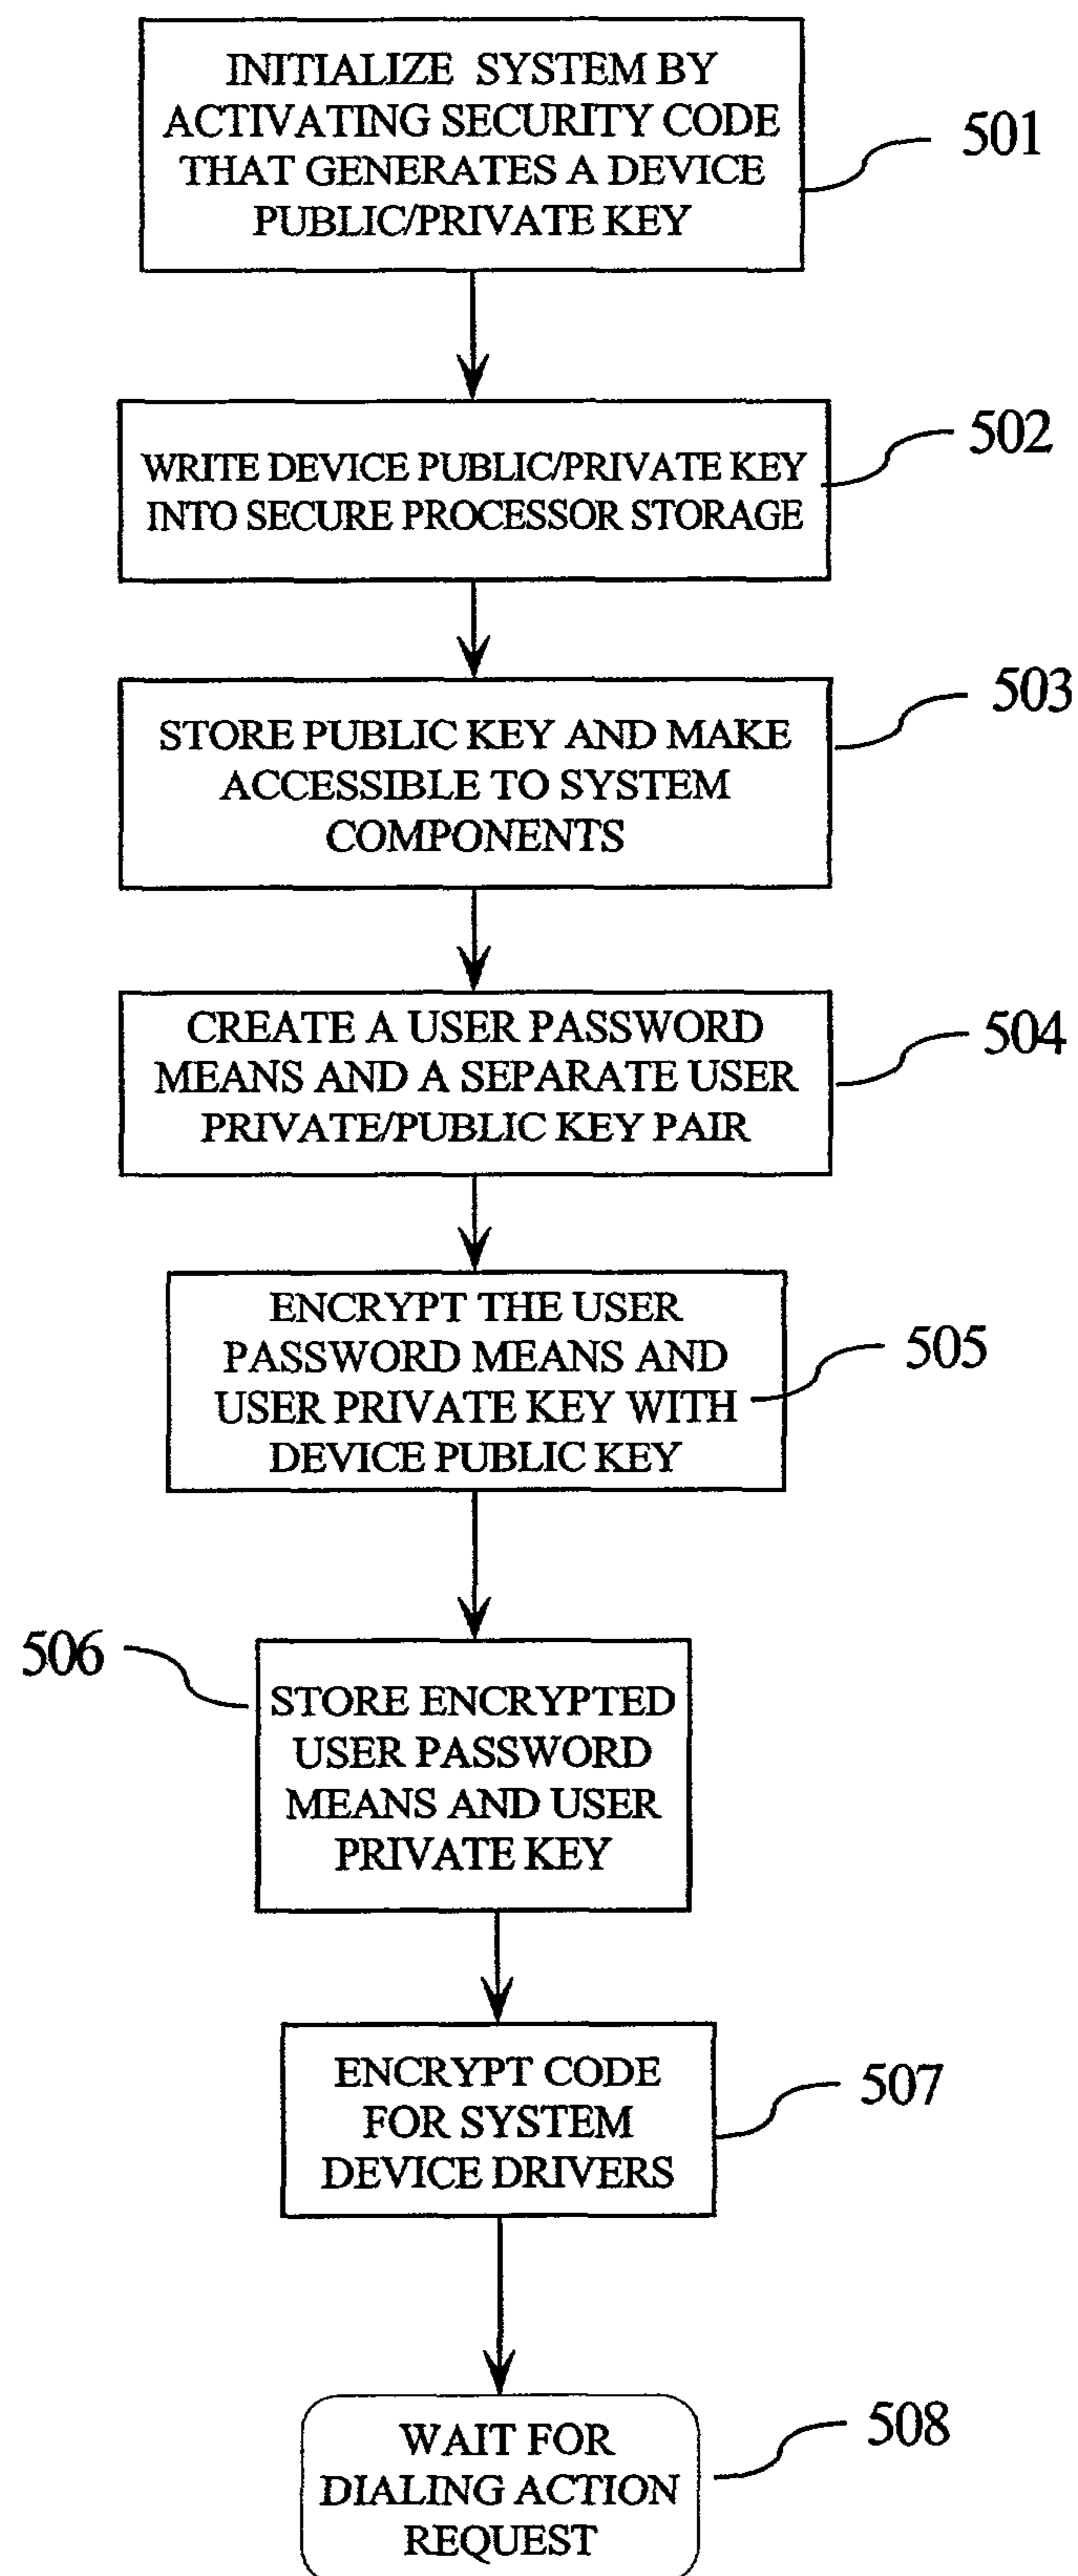 INITIALIZE SYSTEM BY
ACTIVATING SECURITY CODE
THAT GENERATES A DEVICE
PUBLIC/PRIVATE KEY
501
WRITE DEVICE PUBLIC/PRIVATE KEY
INTO SECURE PROCESSOR STORAGE
502
STORE PUBLIC KEY AND MAKE
ACCESSIBLE TO SYSTEM
COMPONENTS
503
CREATE A USER PASSWORD
MEANS AND A SEPARATE USER
PRIVATE/PUBLIC KEY PAIR
504
ENCRYPT THE USER
PASSWORD MEANS AND
USER PRIVATE KEY WITH
DEVICE PUBLIC KEY
505
506
STORE ENCRYPTED
USER PASSWORD
MEANS AND USER
PRIVATE KEY
ENCRYPT CODE
FOR SYSTEM
DEVICE DRIVERS
507
WAIT FOR
DIALING ACTION
REQUEST
508